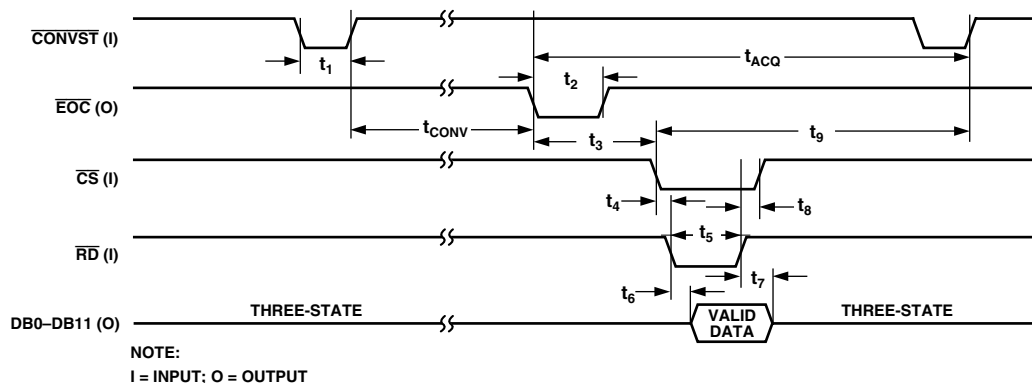 CONVST (I)
t1
tACQ
t2
EOC (O)
tCONV
t3
t9
CS (I)
t4
t8
t5
RD (I)
t7
t6
DB0–DB11 (O)
THREE-STATE
VALID
DATA
THREE-STATE
NOTE:
I = INPUT; O = OUTPUT